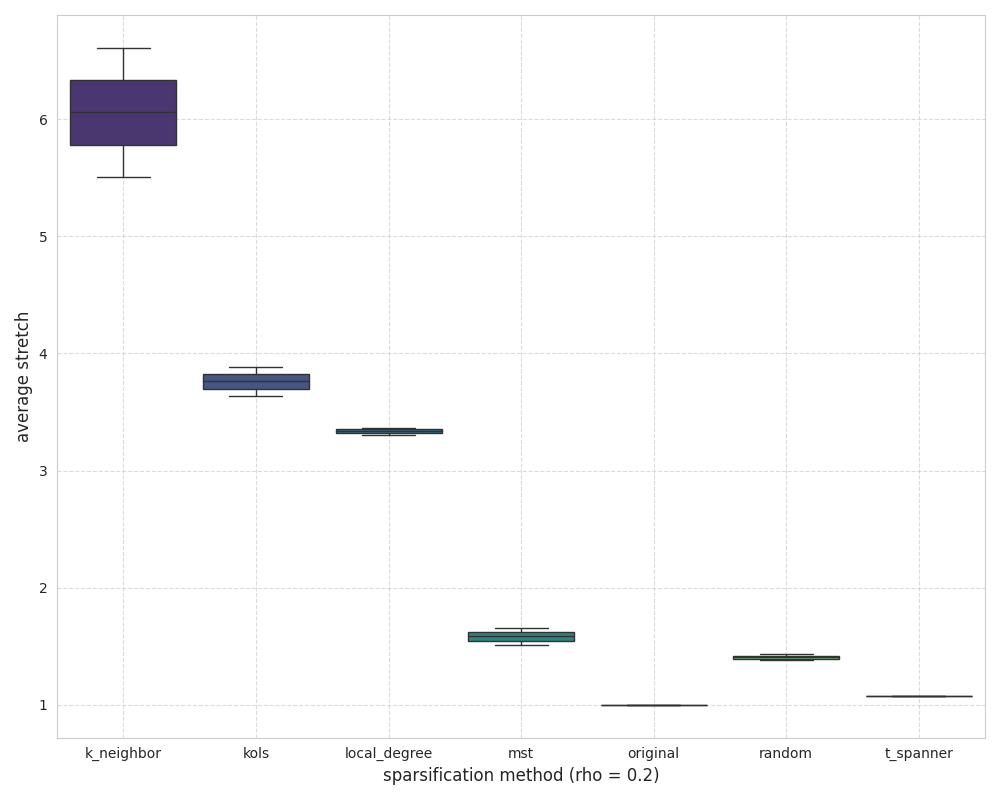 average stretch
6
5
4
3
2
1
k_neighbor kols local_degree mst original random t_spanner
sparsification method (rho = 0.2)